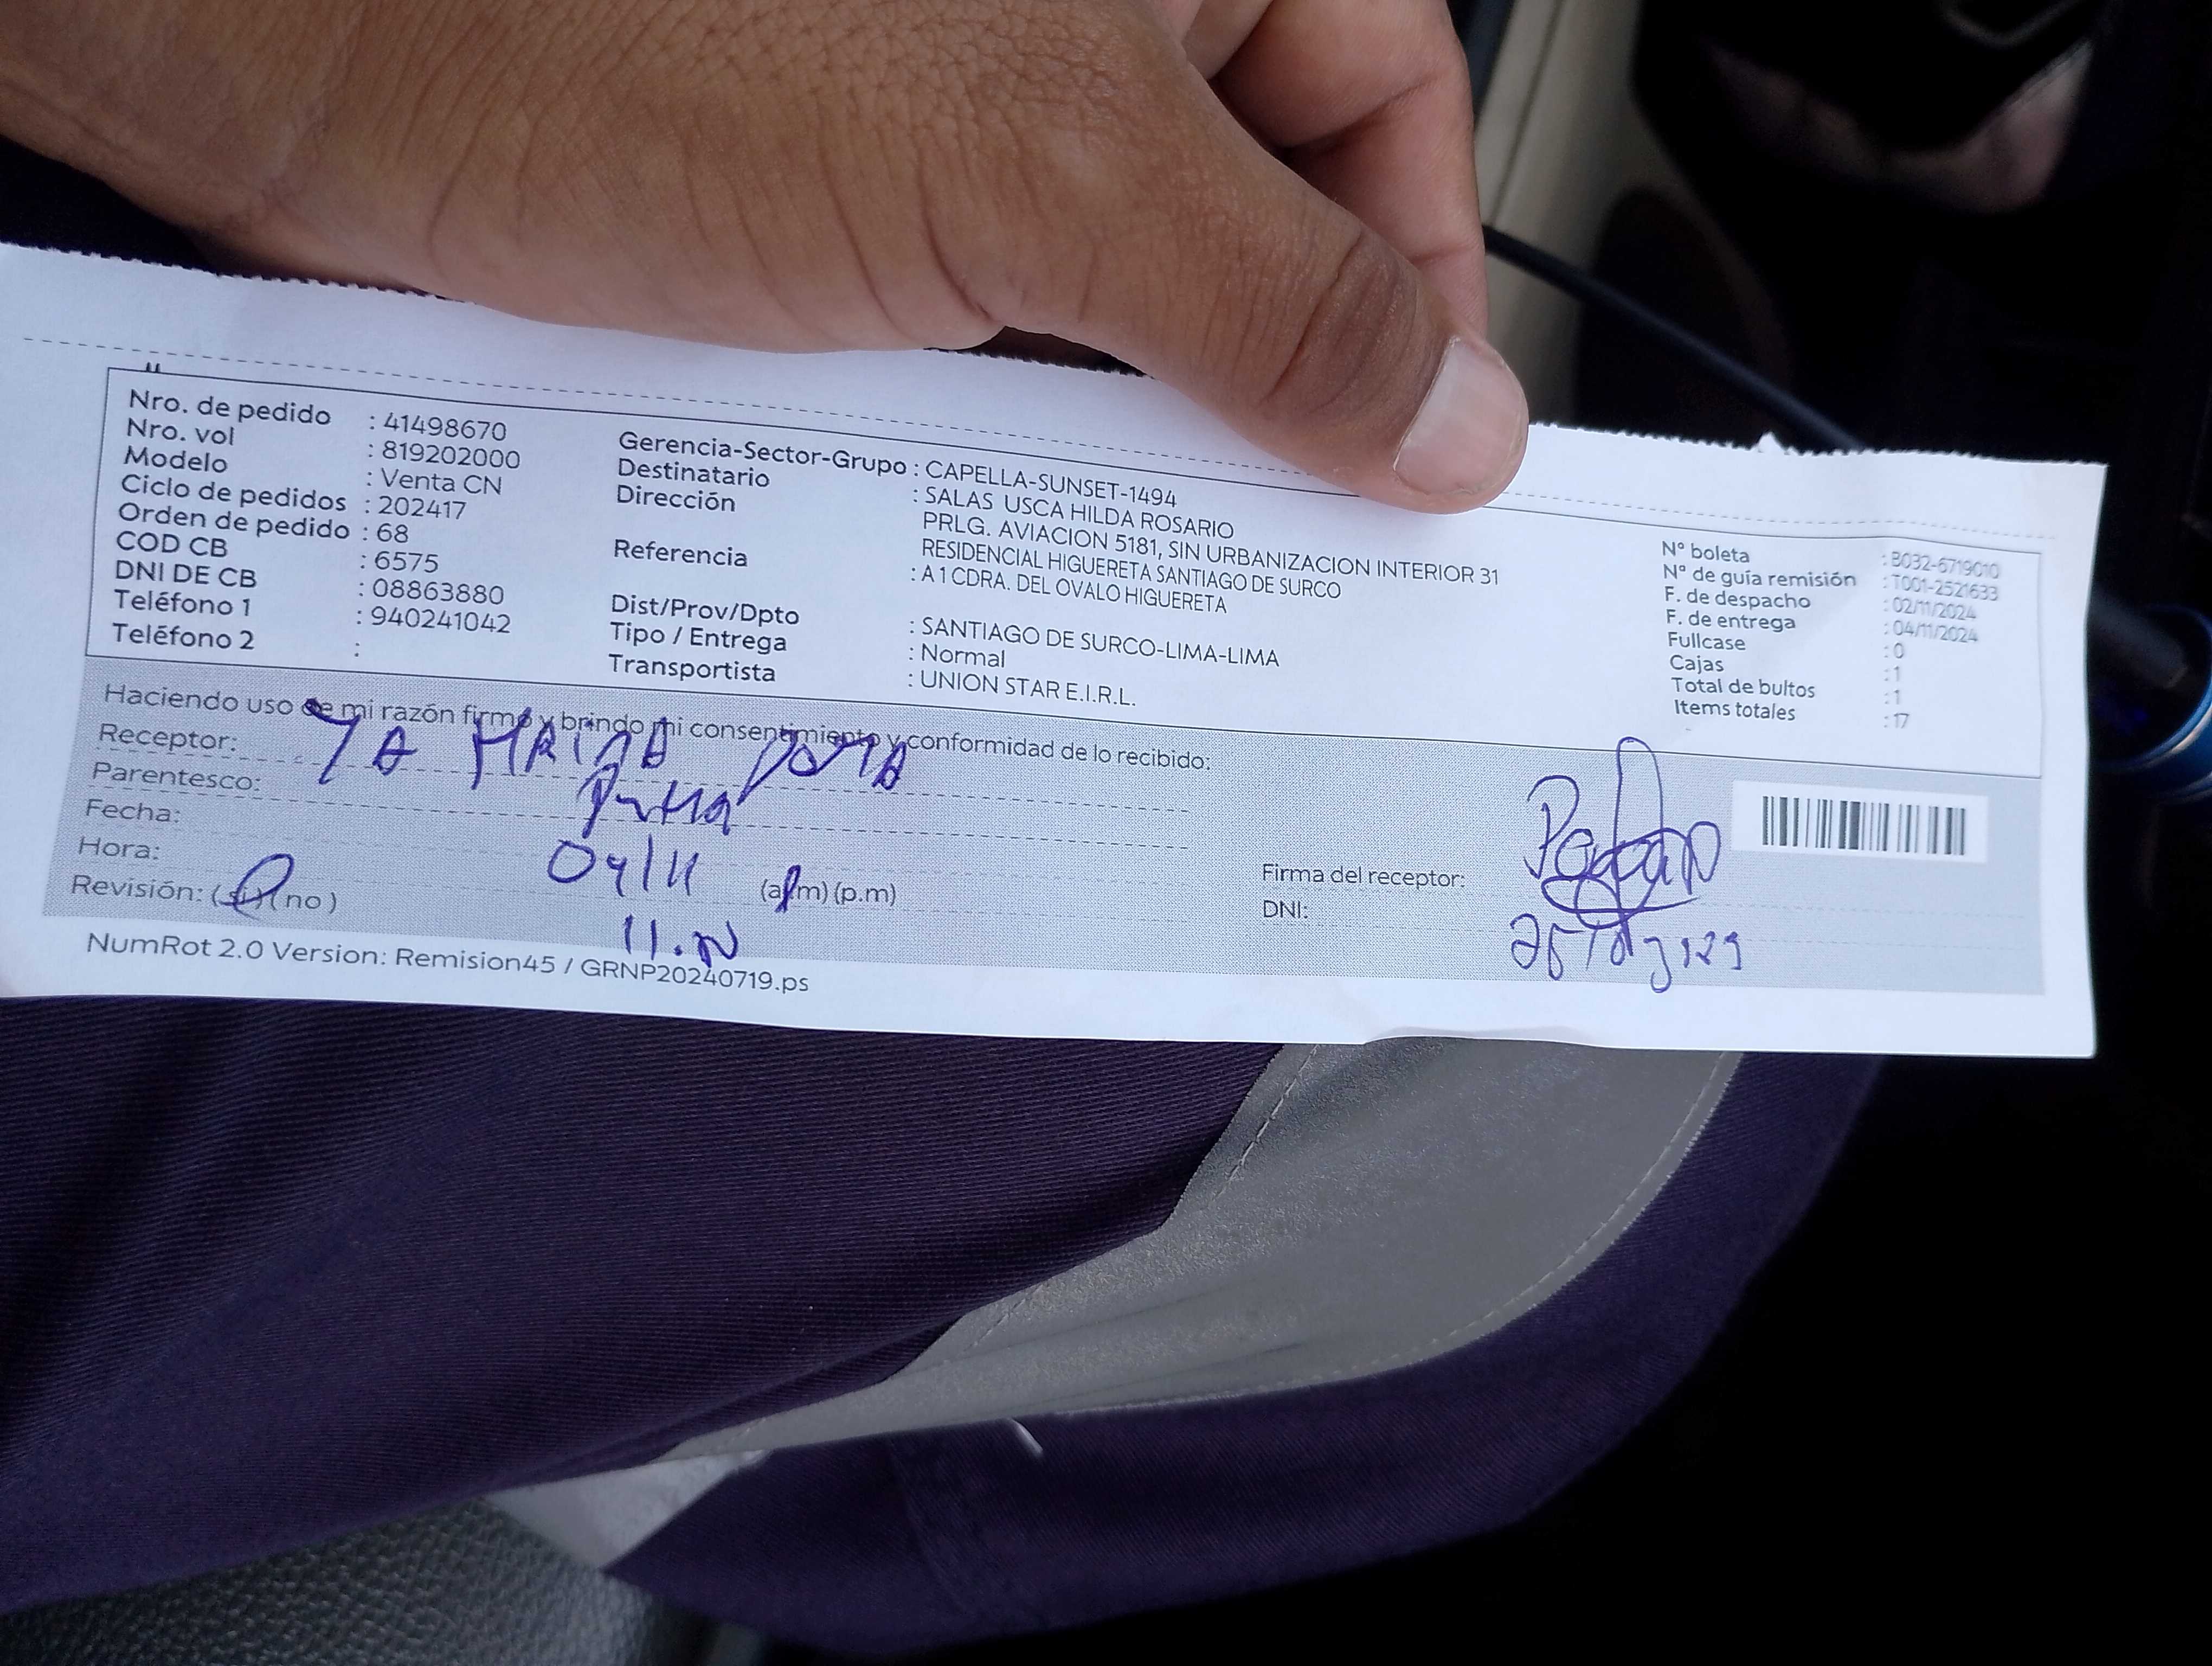 Nro. de pedido : 41498670
Nro. vol : 819202000
Modelo : Venta CN
Ciclo de pedidos : 202417
Orden de pedido : 68
COD CB : 6575
DNI DE CB : 08863880
Teléfono 1 : 940241042
Teléfono 2 :
Gerencia-Sector-Grupo : CAPELLA-SUNSET-1494
Destinatario : SALAS USCA HILDA ROSARIO
Dirección PRLG. AVIACION 5181, SIN URBANIZACION INTERIOR 31
RESIDENCIAL HIGUERETA SANTIAGO DE SURCO
Referencia : A 1 CDRA. DEL OVALO HIGUERETA
Dist/Prov/Dpto : SANTIAGO DE SURCO-LIMA-LIMA
Tipo / Entrega : Normal
Transportista : UNION STAR E.I.R.L.
N° boleta : B032-6719010
N° de guía remisión : T001-2521633
F. de despacho : 02/11/2024
F. de entrega : 04/11/2024
Fullcase : 0
Cajas : 1
Total de bultos : 1
Items totales : 17
Haciendo uso de mi razón firmo y brindo mi consentimiento y conformidad de lo recibido:
Receptor:
Parentesco:
Fecha: 04/11
Hora: (a.m) (p.m)
Revisión: (si) (no)
Firma del receptor:
DNI:
NumRot 2.0 Version: Remision45 / GRNP20240719.ps